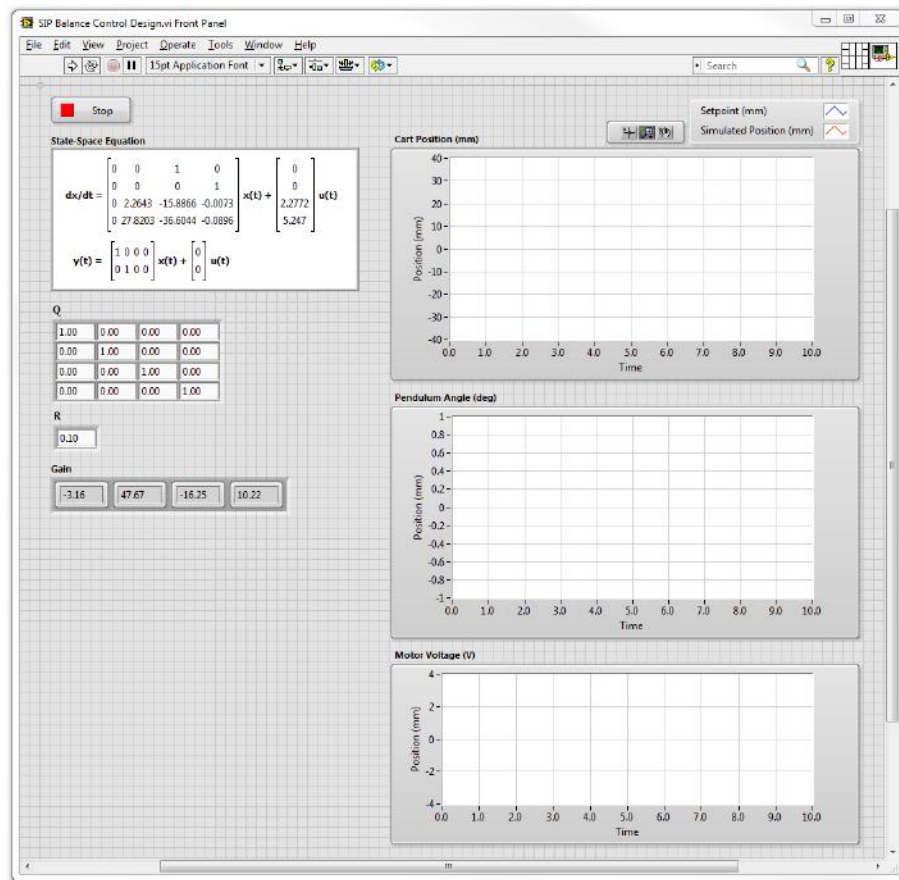 SIP Balance Control Design.vi Front Panel
File Edit View Project Operate Tools Window Help
15pt Application Font
Search
?
Stop
Setpoint (mm)
Simulated Position (mm)
State-Space Equation
0 0 1 0 0
0 0 0 1 0
dx/dt = x(t) + u(t)
0 2.2643 -15.8866 -0.0073 2.2772
0 27.8203 -36.6044 -0.0896 5.247
1 0 0 0 0
y(t) = x(t) + u(t)
0 1 0 0 0
Q
1.00 0.00 0.00 0.00
0.00 1.00 0.00 0.00
0.00 0.00 1.00 0.00
0.00 0.00 0.00 1.00
R
0.10
Gain
-3.16 47.67 -16.25 10.22
Cart Position (mm)
Position (mm)
40
30
20
10
0
-10
-20
-30
-40
0.0 1.0 2.0 3.0 4.0 5.0 6.0 7.0 8.0 9.0 10.0
Time
Pendulum Angle (deg)
Position (mm)
1
0.8
0.6
0.4
0.2
0
-0.2
-0.4
-0.6
-0.8
-1
0.0 1.0 2.0 3.0 4.0 5.0 6.0 7.0 8.0 9.0 10.0
Time
Motor Voltage (V)
Position (mm)
4
2
0
-2
-4
0.0 1.0 2.0 3.0 4.0 5.0 6.0 7.0 8.0 9.0 10.0
Time